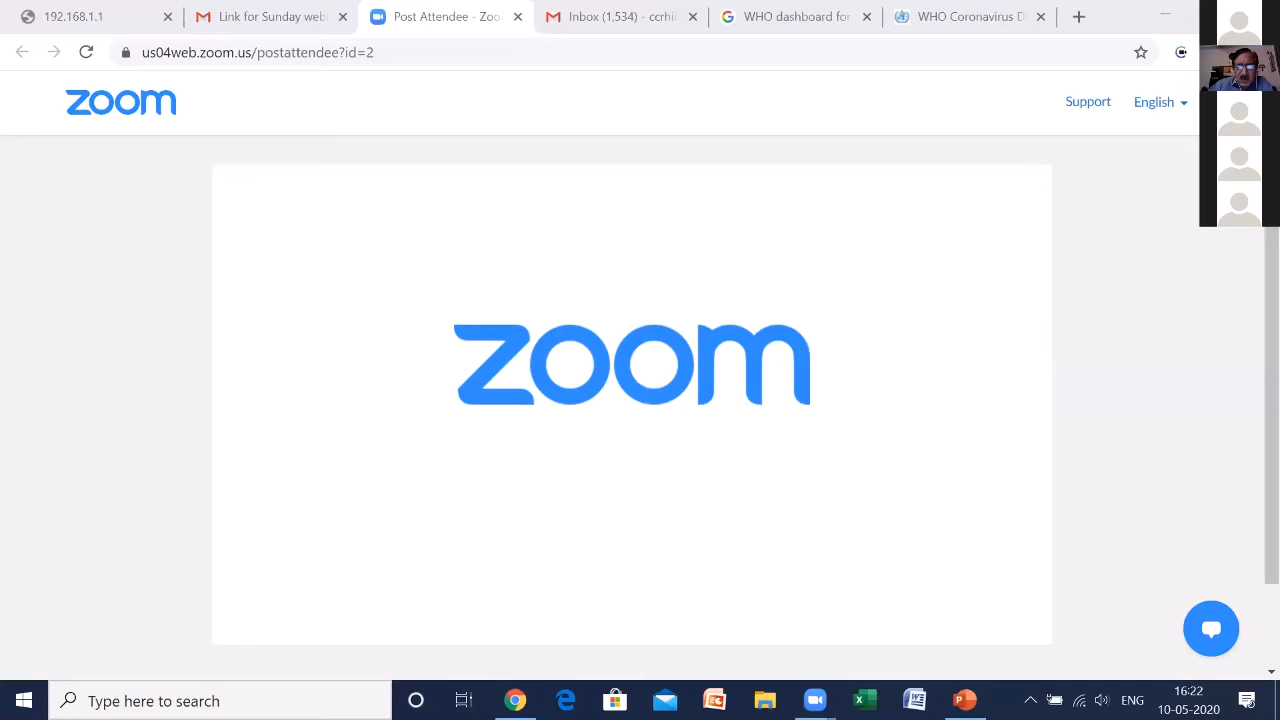 192.168.1.1
Link for Sunday web
Post Attendee - Zoo
Inbox (1,534) - ccrhi
WHO dashboard for
WHO Coronavirus D
us04web.zoom.us/postattendee?id=2
zoom
Support
English
zoom
Type here to search
ENG
16:22
10-05-2020